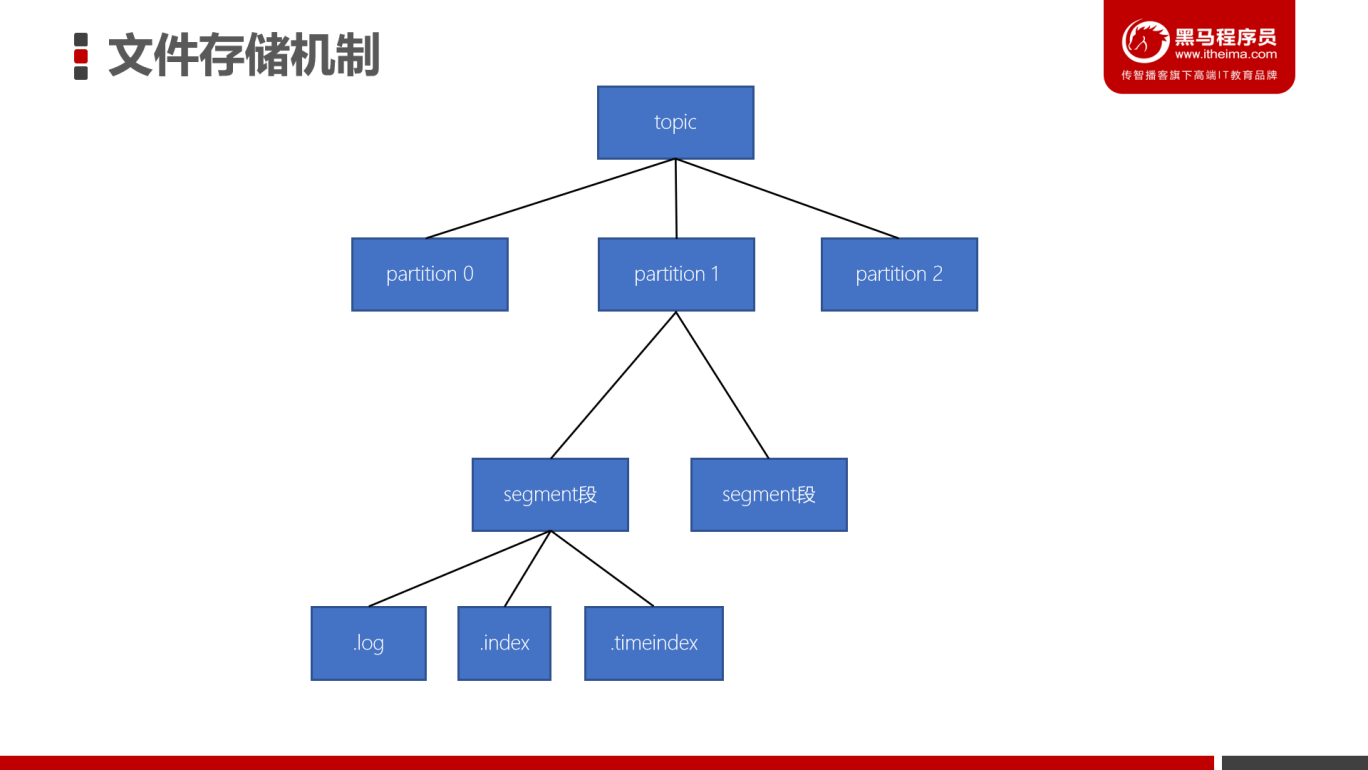 文件存储机制
黑马程序员
www.itheima.com
传智播客旗下高端IT教育品牌
topic
partition 0
partition 1
partition 2
segment段
segment段
.log
.index
.timeindex